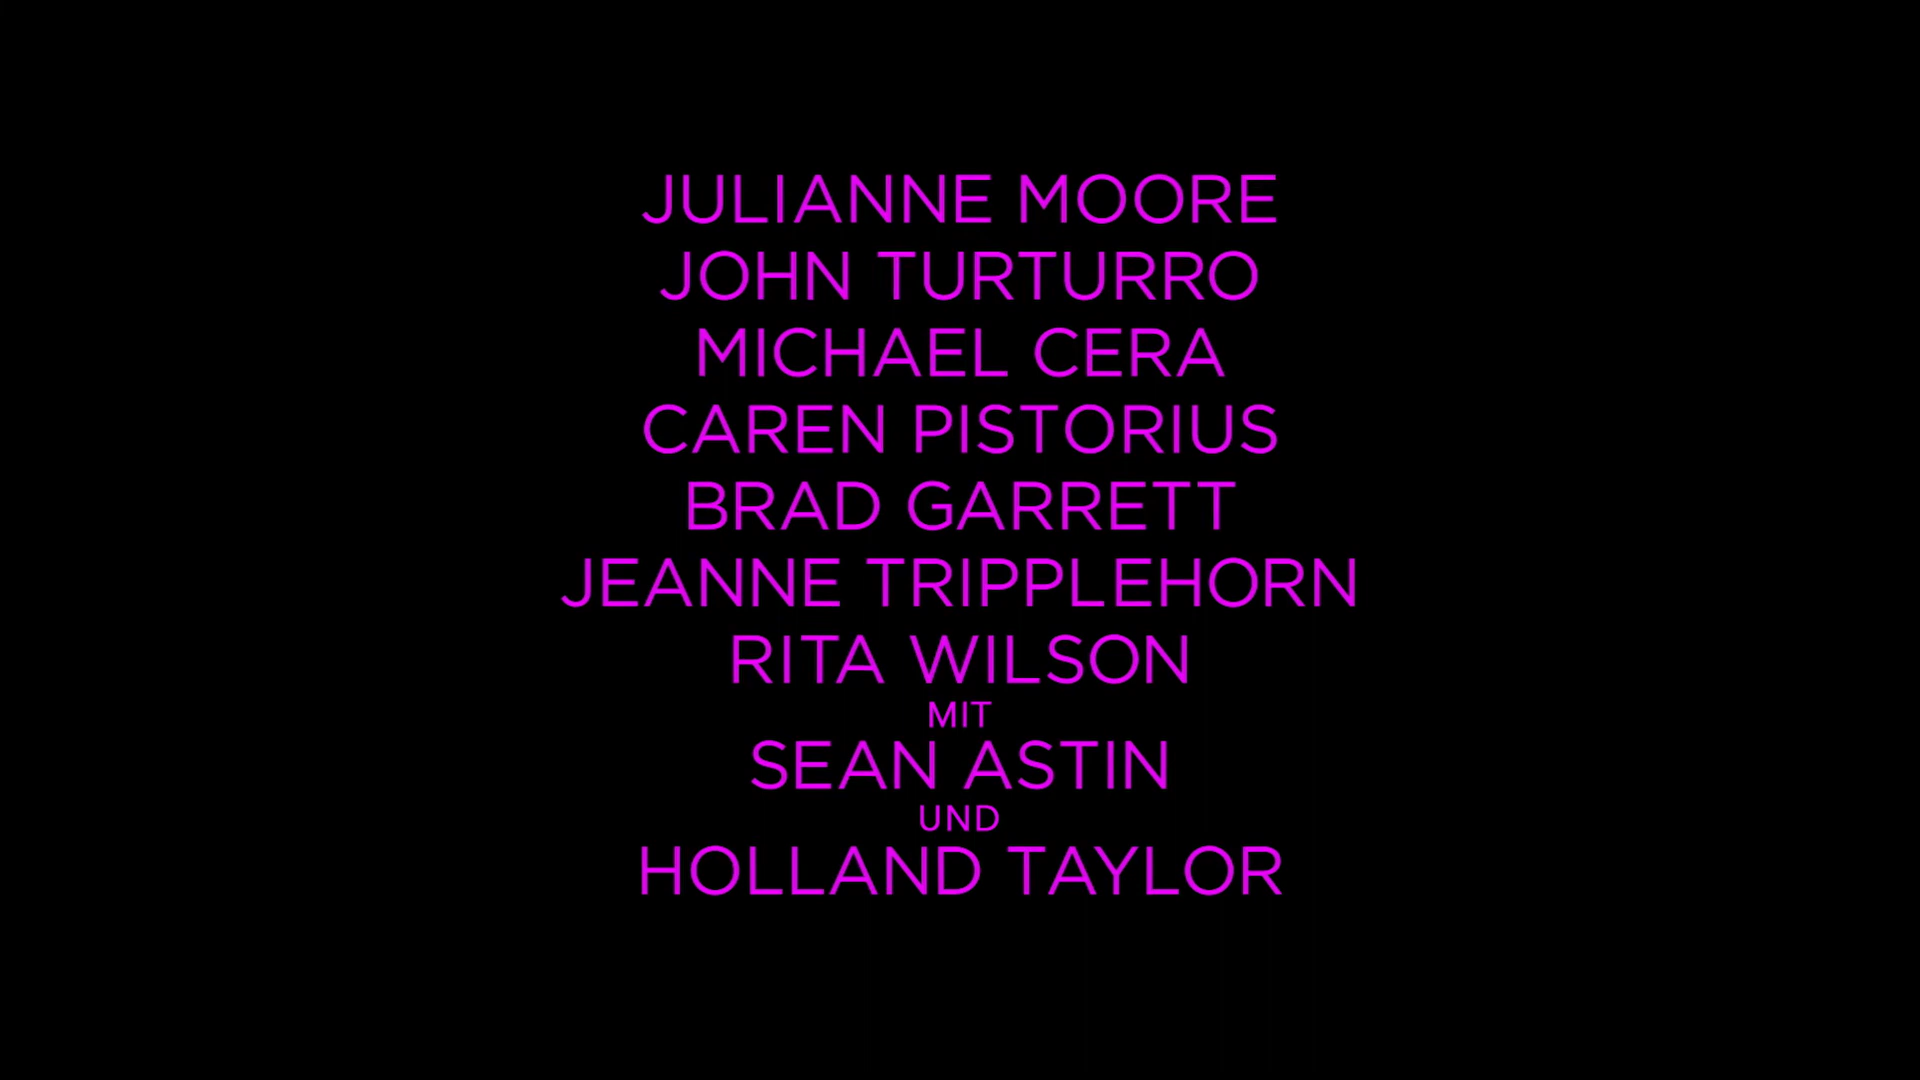 JULIANNE MOORE
JOHN TURTURRO
MICHAEL CERA
CAREN PISTORIUS
BRAD GARRETT
JEANNE TRIPPLEHORN
RITA WILSON
MIT
SEAN ASTIN
UND
HOLLAND TAYLOR